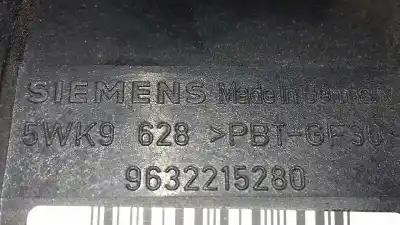 SIEMENS Made in Germany
5WK9 628 >PBT-GF30<
9632215280